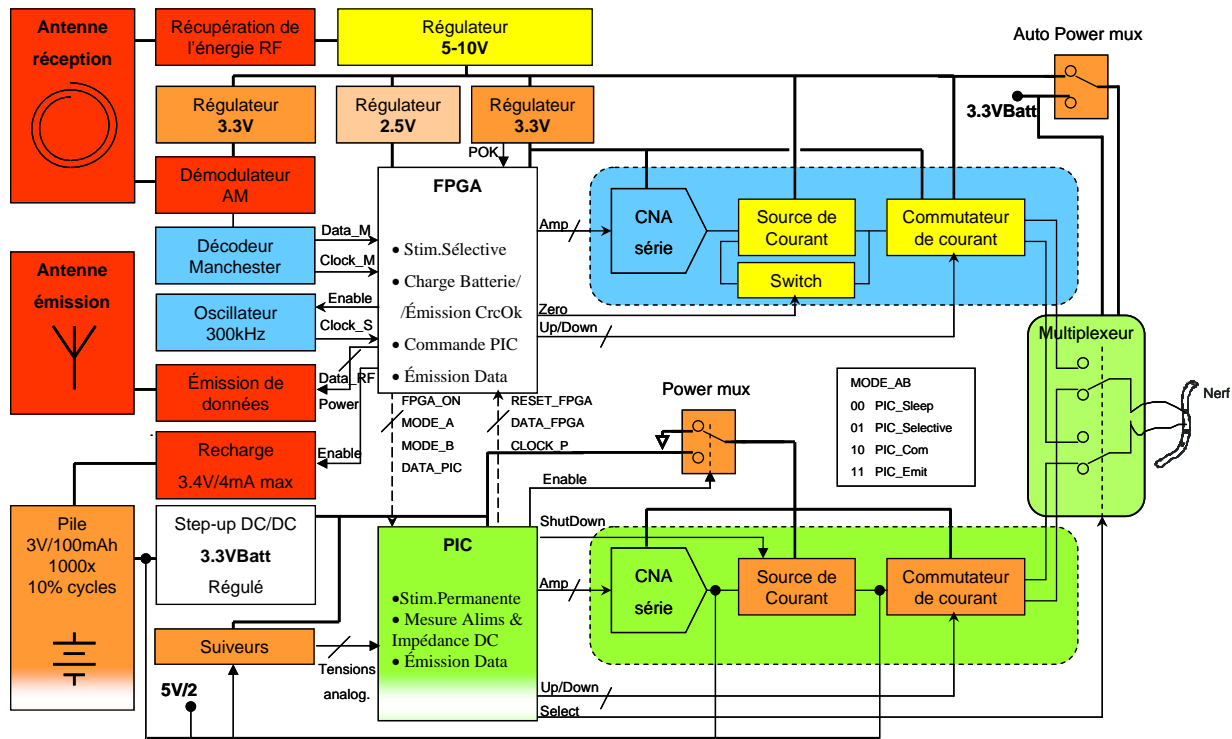 Antenne
réception
Récupération de
l'énergie RF
Régulateur
5-10V
Auto Power mux
3.3VBatt
Régulateur
3.3V
Régulateur
2.5V
Régulateur
3.3V
POK
Démodulateur
AM
FPGA
• Stim.Sélective
• Charge Batterie/
/Émission CrcOk
• Commande PIC
• Émission Data
Amp
CNA
série
Source de
Courant
Commutateur
de courant
Switch
Décodeur
Manchester
Data_M
Clock_M
Antenne
émission
Oscillateur
300kHz
Enable
Clock_S
Zero
Up/Down
Multiplexeur
Émission de
données
Data_RF
Power
FPGA_ON
MODE_A
MODE_B
DATA_PIC
RESET_FPGA
DATA_FPGA
CLOCK_P
Power mux
MODE_AB
00 PIC_Sleep
01 PIC_Selective
10 PIC_Com
11 PIC_Emit
Nerf
Recharge
3.4V/4mA max
Enable
Enable
Pile
3V/100mAh
1000x
10% cycles
Step-up DC/DC
3.3VBatt
Régulé
ShutDown
PIC
•Stim.Permanente
• Mesure Alims &
Impédance DC
• Émission Data
Amp
CNA
série
Source de
Courant
Commutateur
de courant
Suiveurs
Tensions
analog.
5V/2
Up/Down
Select